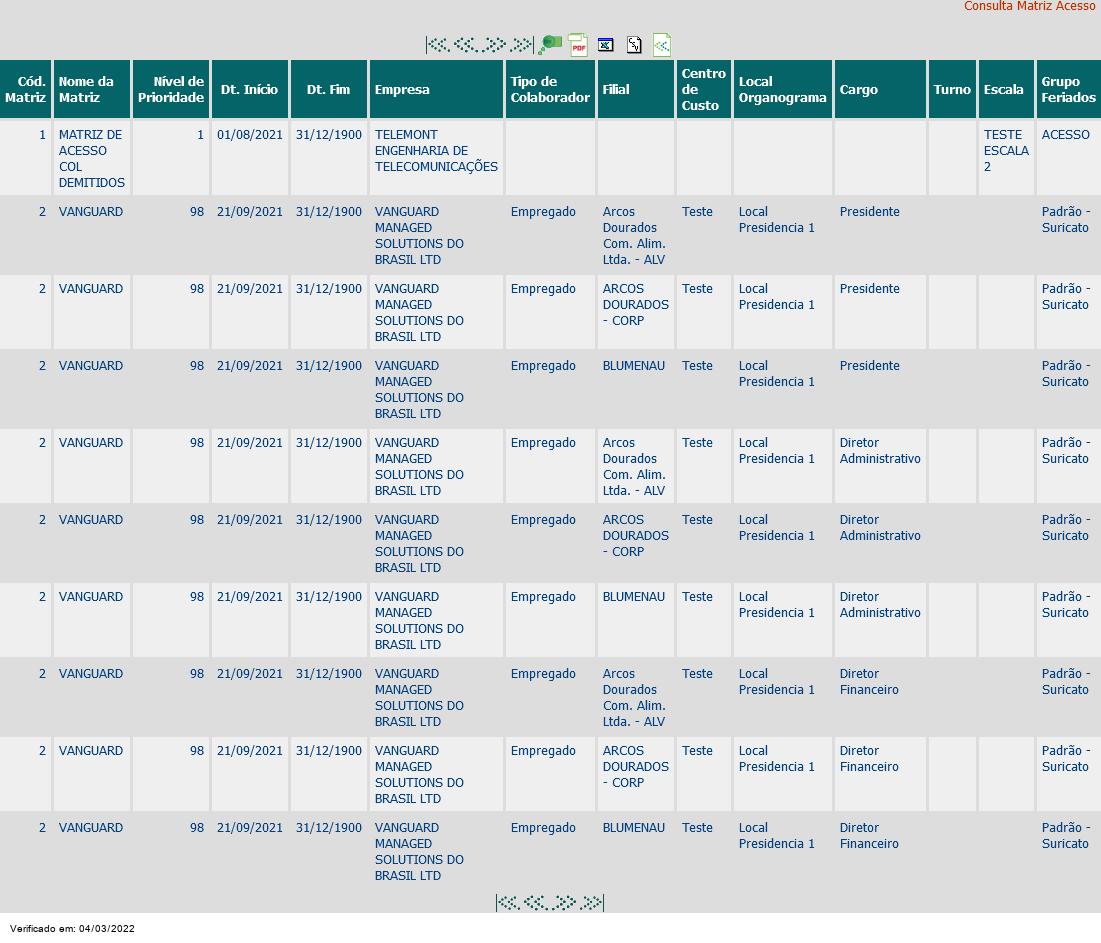 Consulta Matriz Acesso
PDF
Cód. Matriz Nome da Matriz Nível de Prioridade Dt. Início Dt. Fim Empresa Tipo de Colaborador Filial Centro de Custo Local Organograma Cargo Turno Escala Grupo Feriados
1 MATRIZ DE ACESSO COL DEMITIDOS 1 01/08/2021 31/12/1900 TELEMONT ENGENHARIA DE TELECOMUNICAÇÕES TESTE ESCALA 2 ACESSO
2 VANGUARD 98 21/09/2021 31/12/1900 VANGUARD MANAGED SOLUTIONS DO BRASIL LTD Empregado Arcos Dourados Com. Alim. Ltda. - ALV Teste Local Presidencia 1 Presidente Padrão - Suricato
2 VANGUARD 98 21/09/2021 31/12/1900 VANGUARD MANAGED SOLUTIONS DO BRASIL LTD Empregado ARCOS DOURADOS - CORP Teste Local Presidencia 1 Presidente Padrão - Suricato
2 VANGUARD 98 21/09/2021 31/12/1900 VANGUARD MANAGED SOLUTIONS DO BRASIL LTD Empregado BLUMENAU Teste Local Presidencia 1 Presidente Padrão - Suricato
2 VANGUARD 98 21/09/2021 31/12/1900 VANGUARD MANAGED SOLUTIONS DO BRASIL LTD Empregado Arcos Dourados Com. Alim. Ltda. - ALV Teste Local Presidencia 1 Diretor Administrativo Padrão - Suricato
2 VANGUARD 98 21/09/2021 31/12/1900 VANGUARD MANAGED SOLUTIONS DO BRASIL LTD Empregado ARCOS DOURADOS - CORP Teste Local Presidencia 1 Diretor Administrativo Padrão - Suricato
2 VANGUARD 98 21/09/2021 31/12/1900 VANGUARD MANAGED SOLUTIONS DO BRASIL LTD Empregado BLUMENAU Teste Local Presidencia 1 Diretor Administrativo Padrão - Suricato
2 VANGUARD 98 21/09/2021 31/12/1900 VANGUARD MANAGED SOLUTIONS DO BRASIL LTD Empregado Arcos Dourados Com. Alim. Ltda. - ALV Teste Local Presidencia 1 Diretor Financeiro Padrão - Suricato
2 VANGUARD 98 21/09/2021 31/12/1900 VANGUARD MANAGED SOLUTIONS DO BRASIL LTD Empregado ARCOS DOURADOS - CORP Teste Local Presidencia 1 Diretor Financeiro Padrão - Suricato
2 VANGUARD 98 21/09/2021 31/12/1900 VANGUARD MANAGED SOLUTIONS DO BRASIL LTD Empregado BLUMENAU Teste Local Presidencia 1 Diretor Financeiro Padrão - Suricato
Verificado em: 04/03/2022